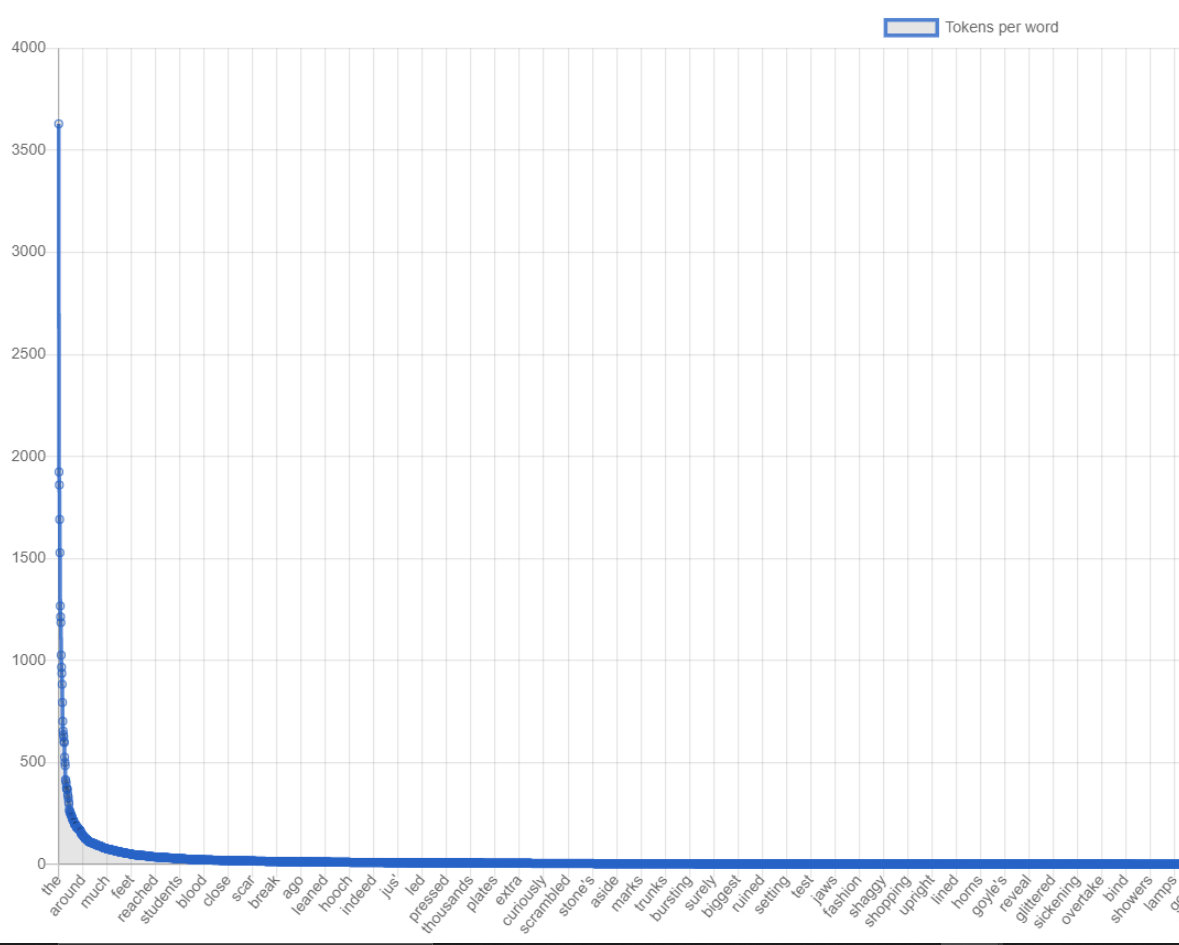 Tokens per word
4000
3500
3000
2500
2000
1500
1000
500
0
the
around
much
feet
reached
students
blood
close
scar
break
ago
leaned
hooch
indeed
jus'
led
pressed
thousands
plates
extra
curiously
scrambled
stone's
aside
marks
trunks
bursting
surely
biggest
ruined
setting
test
jaws
fashion
shaggy
shopping
upright
lined
horns
goyle's
reveal
glittered
sickening
overtake
bind
showers
lamps